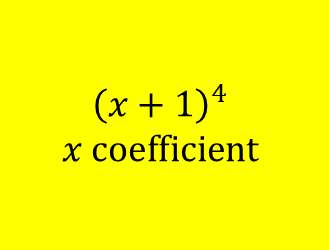 (x + 1)⁴
x coefficient